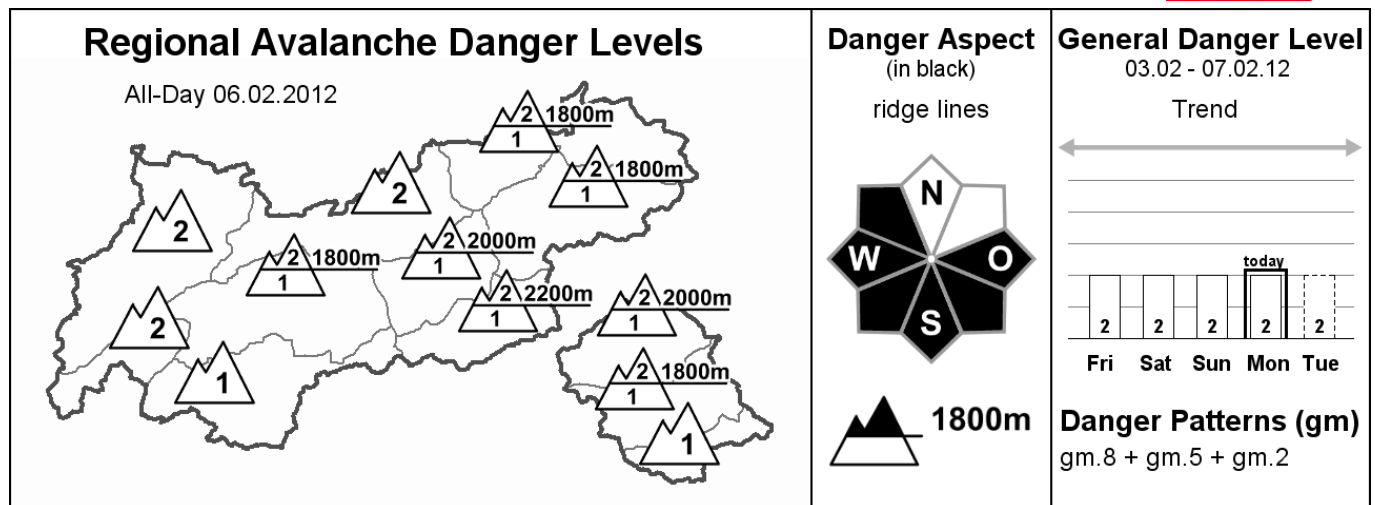 Regional Avalanche Danger Levels
All-Day 06.02.2012
2 1800m
1
2 1800m
1
2
2
2 2000m
1
2 1800m
1
2 2200m
1
2 2000m
1
2
1
2 1800m
1
1
Danger Aspect
(in black)
ridge lines
N
W
O
S
1800m
General Danger Level
03.02 - 07.02.12
Trend
today
2 2 2 2 2
Fri Sat Sun Mon Tue
Danger Patterns (gm)
gm.8 + gm.5 + gm.2